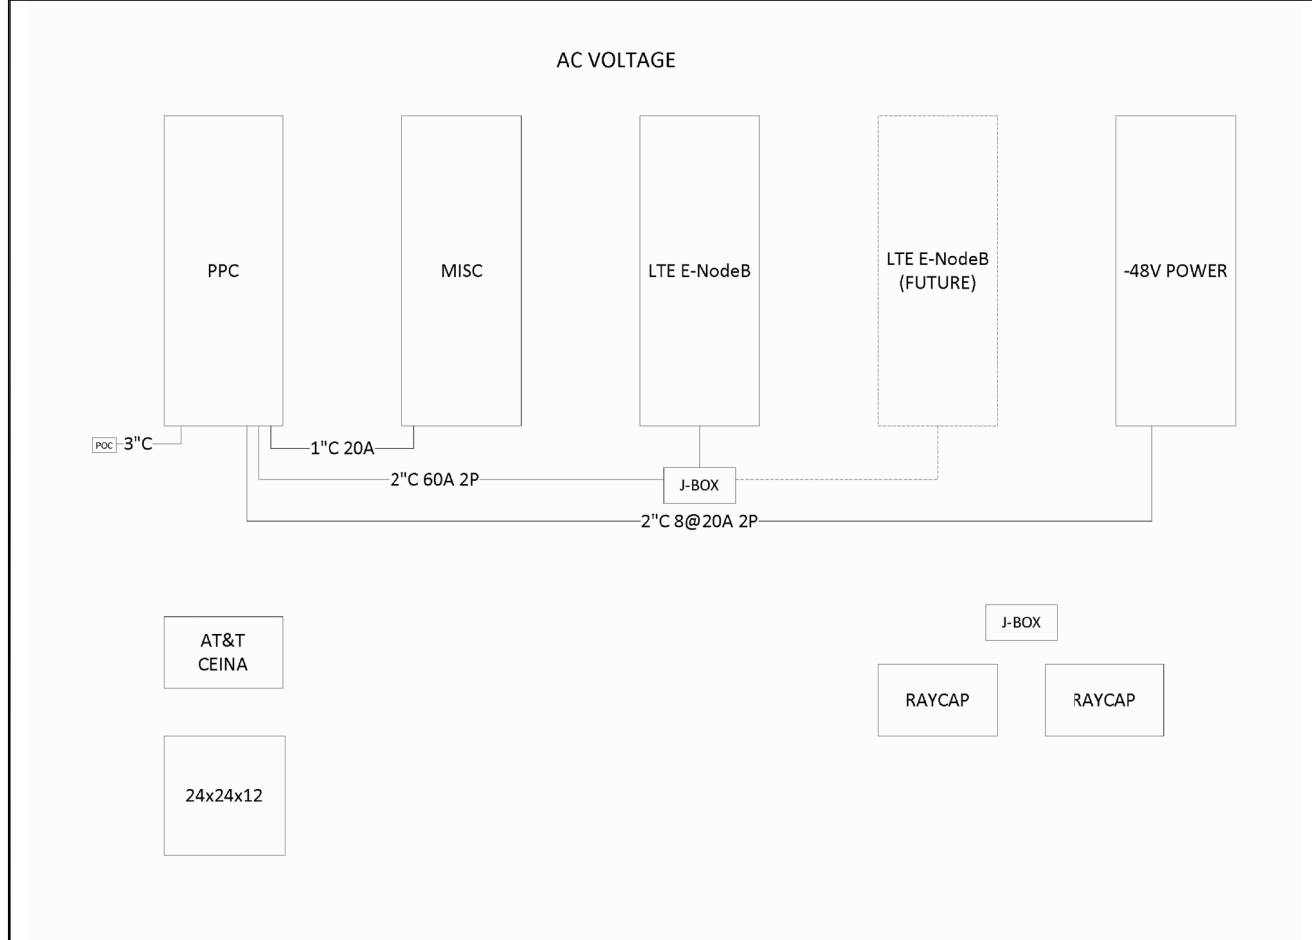 AC VOLTAGE
PPC
MISC
LTE E-NodeB
LTE E-NodeB
(FUTURE)
-48V POWER
POC
3"C
1"C 20A
2"C 60A 2P
J-BOX
2"C 8@20A 2P
AT&T
CEINA
J-BOX
RAYCAP
RAYCAP
24x24x12